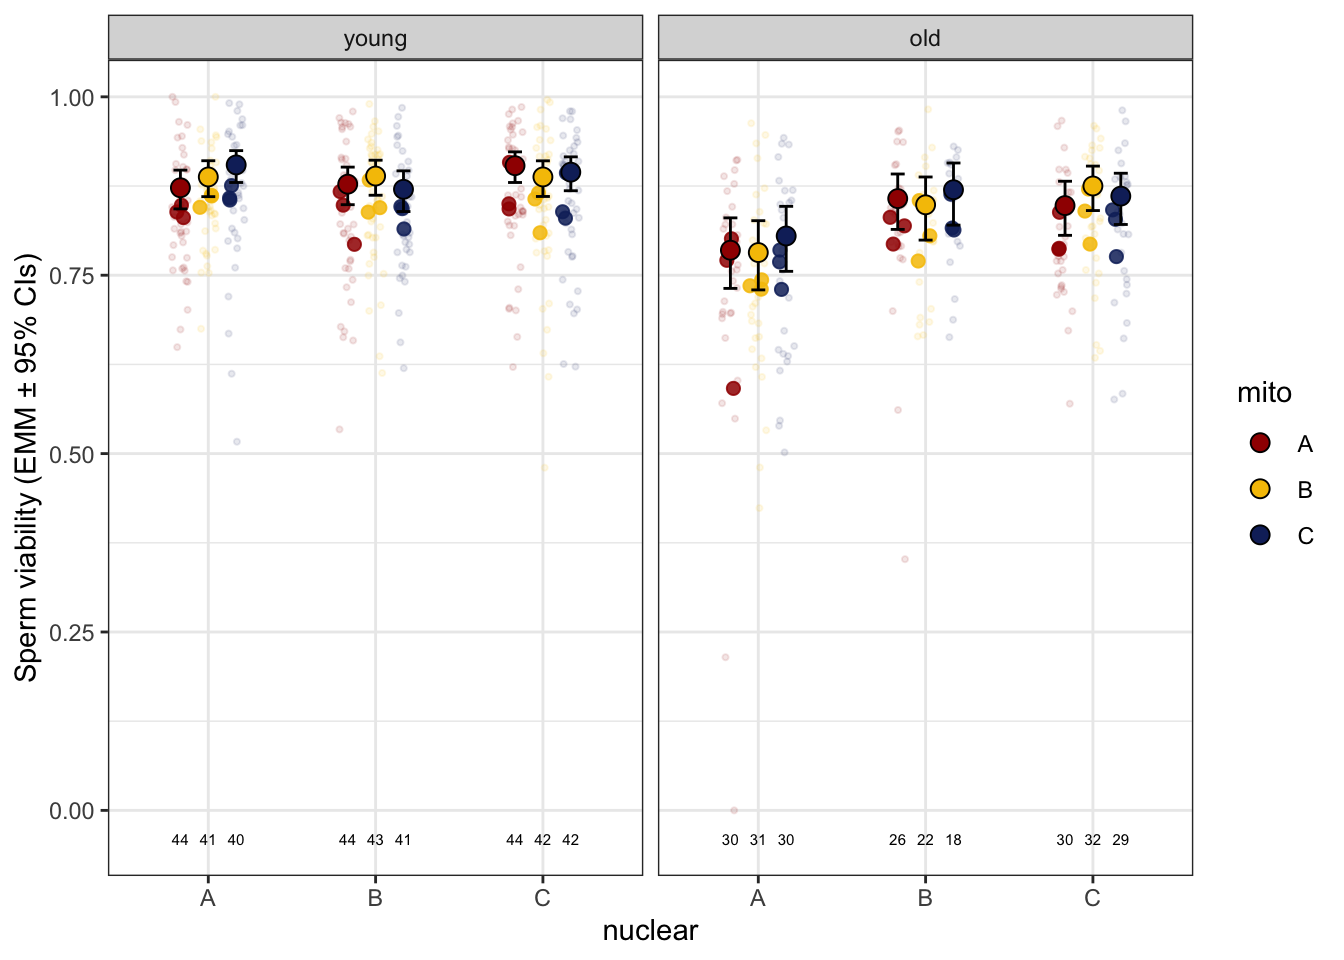 young
old
Sperm viability (EMM ± 95% CIs)
1.00
0.75
0.50
0.25
0.00
44 41 40 44 43 41 44 42 42
30 31 30 26 22 18 30 32 29
A B C
A B C
nuclear
mito
A
B
C